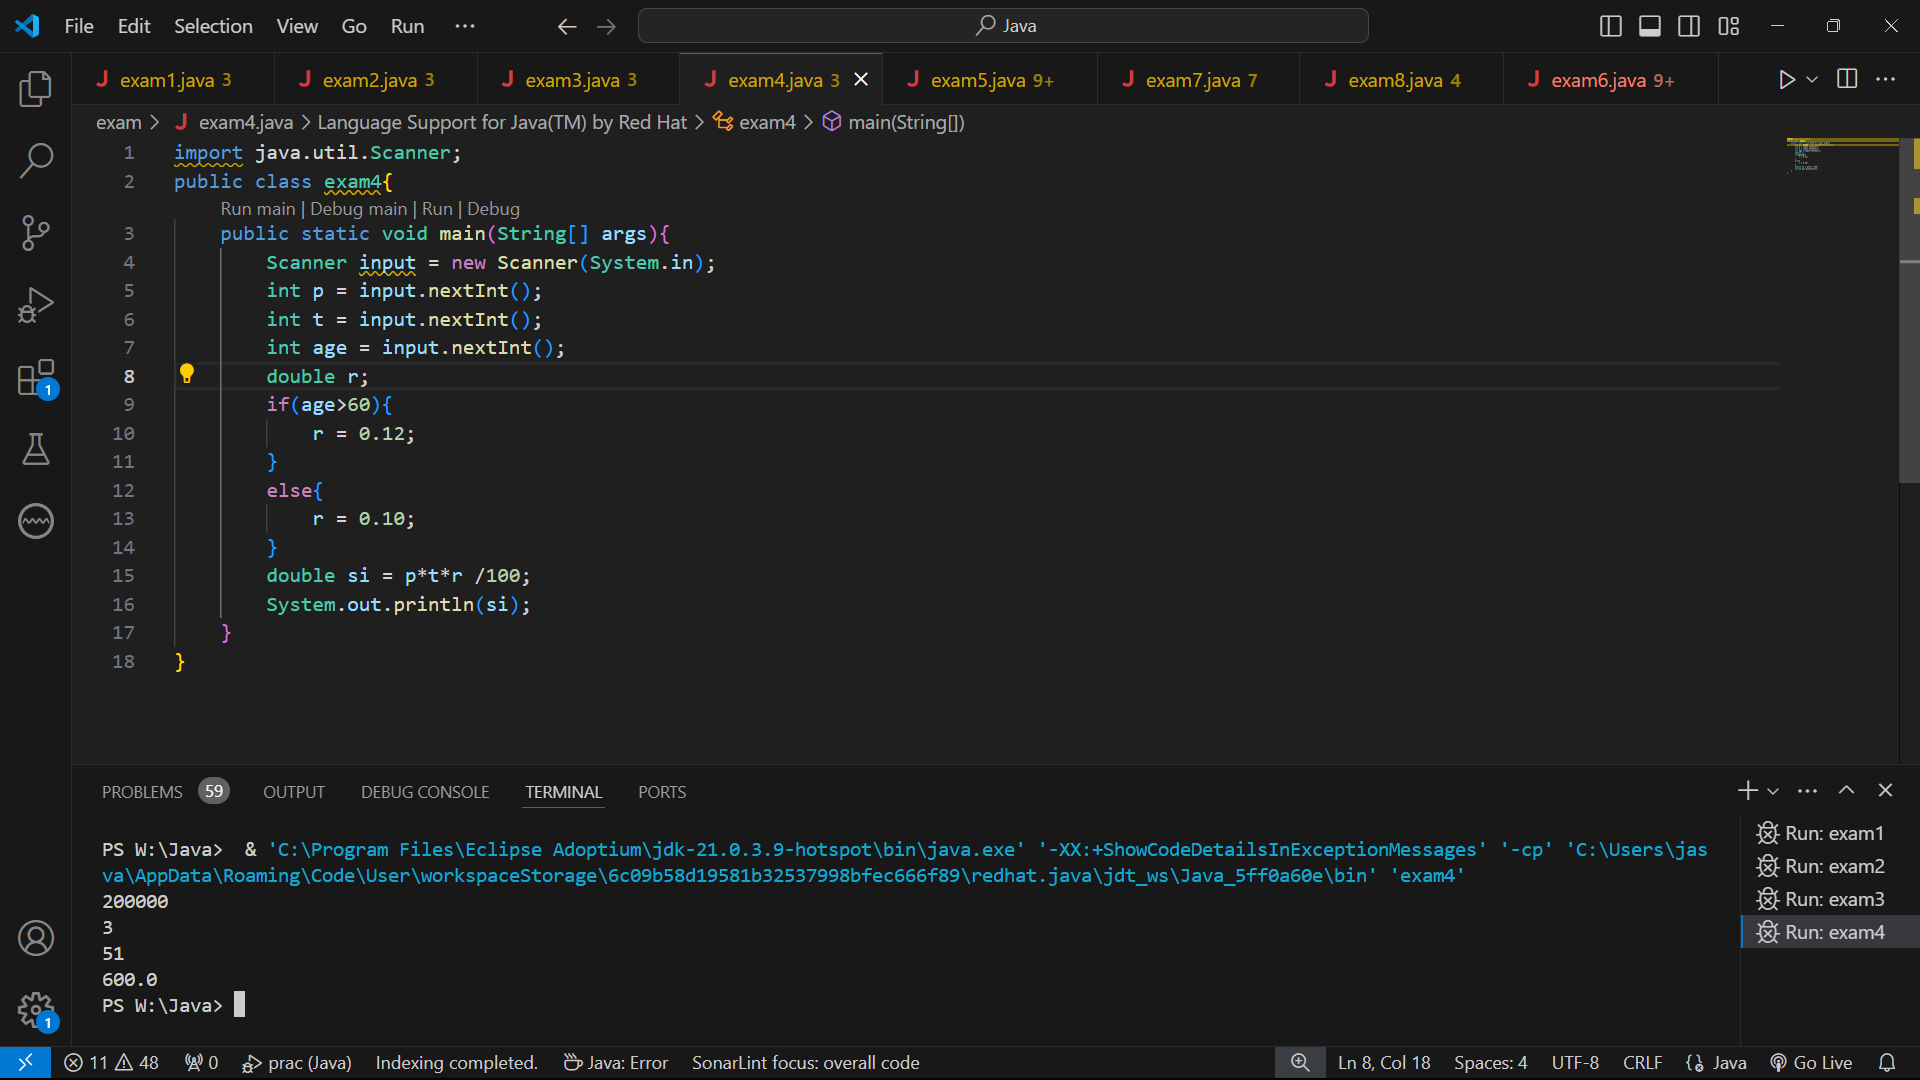 File Edit Selection View Go Run ··· Java
exam1.java 3 exam2.java 3 exam3.java 3 exam4.java 3 exam5.java 9+ exam7.java 7 exam8.java 4 exam6.java 9+
exam > exam4.java > Language Support for Java(TM) by Red Hat > exam4 > main(String[])
1 import java.util.Scanner;
2 public class exam4{
Run main | Debug main | Run | Debug
3 public static void main(String[] args){
4 Scanner input = new Scanner(System.in);
5 int p = input.nextInt();
6 int t = input.nextInt();
7 int age = input.nextInt();
8 double r;
9 if(age>60){
10 r = 0.12;
11 }
12 else{
13 r = 0.10;
14 }
15 double si = p*t*r /100;
16 System.out.println(si);
17 }
18 }
PROBLEMS 59 OUTPUT DEBUG CONSOLE TERMINAL PORTS
PS W:\Java>  & 'C:\Program Files\Eclipse Adoptium\jdk-21.0.3.9-hotspot\bin\java.exe' '-XX:+ShowCodeDetailsInExceptionMessages' '-cp' 'C:\Users\jas
va\AppData\Roaming\Code\User\workspaceStorage\6c09b58d19581b32537998bfec666f89\redhat.java\jdt_ws\Java_5ff0a60e\bin' 'exam4'
200000
3
51
600.0
PS W:\Java>
Run: exam1
Run: exam2
Run: exam3
Run: exam4
1
1
11 48 0 prac (Java) Indexing completed. Java: Error SonarLint focus: overall code Ln 8, Col 18 Spaces: 4 UTF-8 CRLF Java Go Live